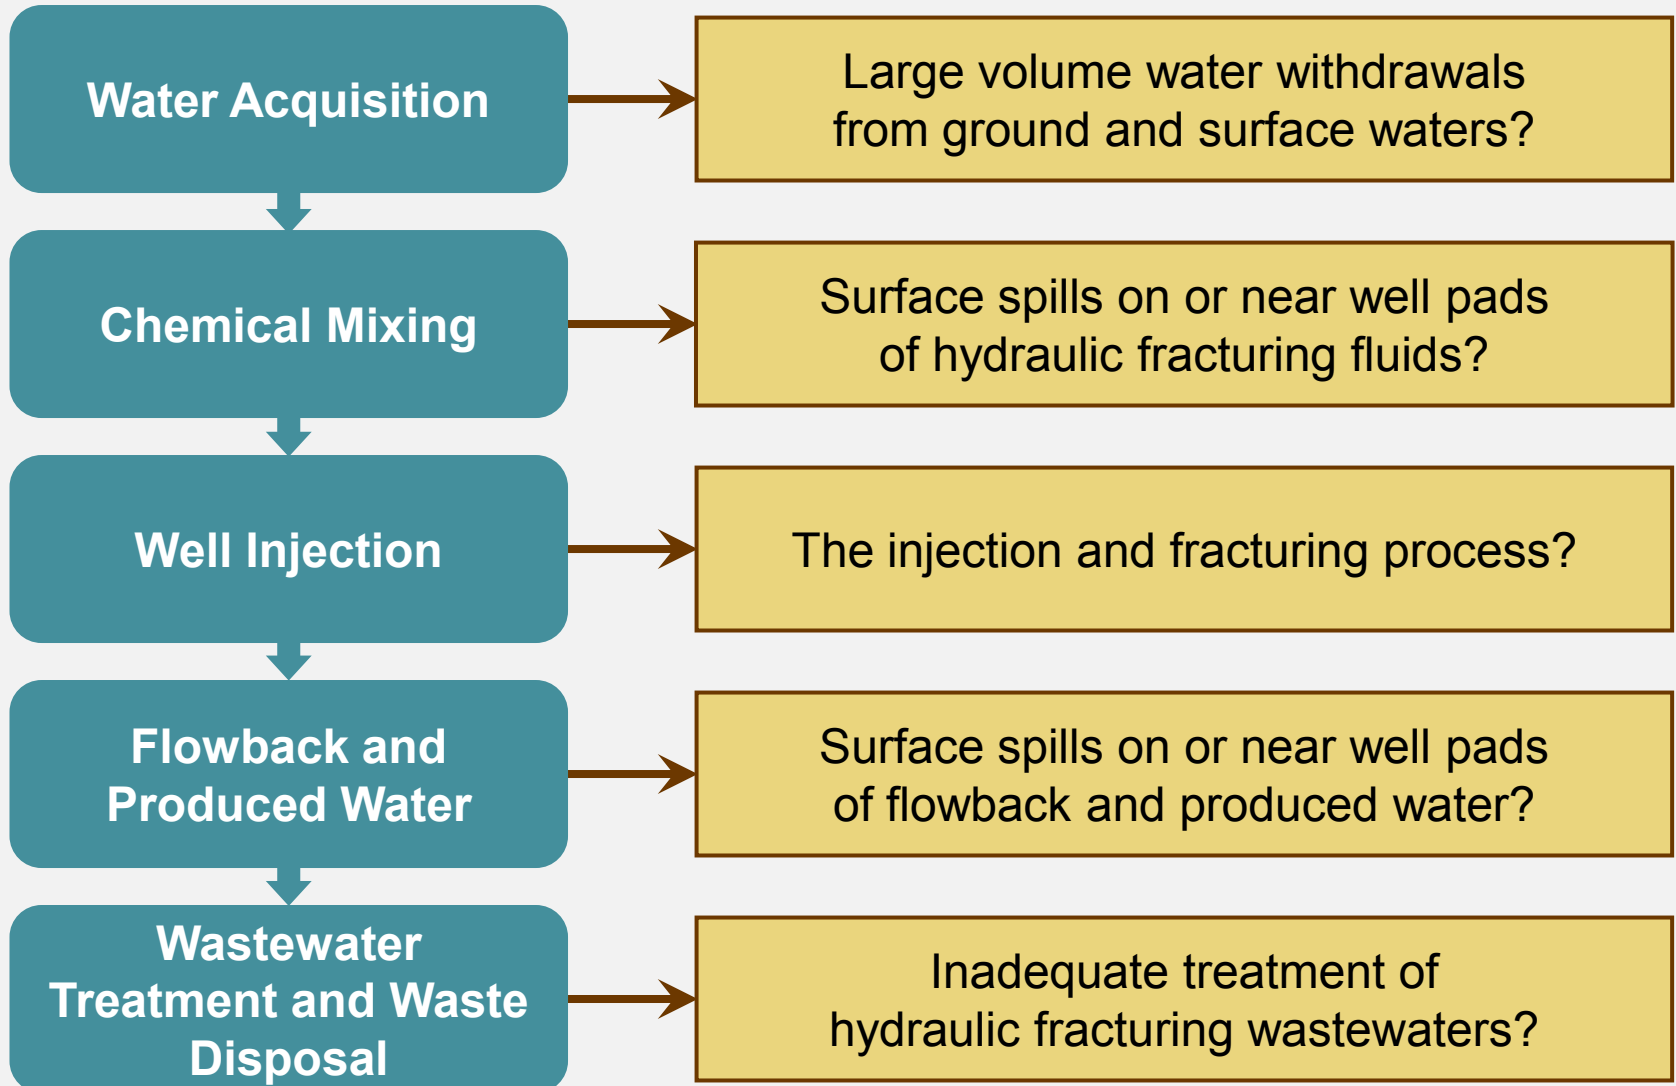 Water Acquisition
Large volume water withdrawals
from ground and surface waters?
Chemical Mixing
Surface spills on or near well pads
of hydraulic fracturing fluids?
Well Injection
The injection and fracturing process?
Flowback and
Produced Water
Surface spills on or near well pads
of flowback and produced water?
Wastewater
Treatment and Waste
Disposal
Inadequate treatment of
hydraulic fracturing wastewaters?